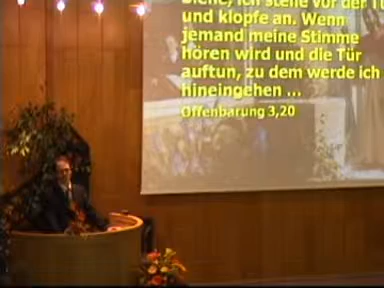 Siehe, ich stehe vor der
und klopfe an. Wenn
jemand meine Stimme
hören wird und die Tür
auftun, zu dem werde ich
hineingehen ...
Offenbarung 3,20